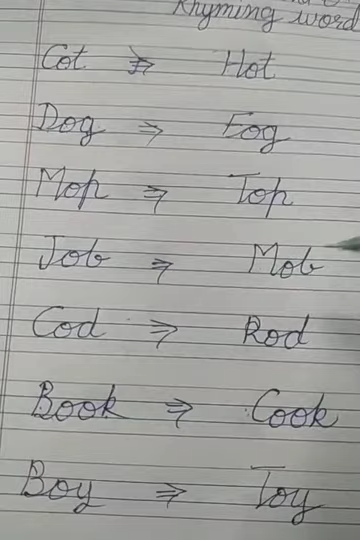 Rhyming word
Cot ⇒ Hot
Dog ⇒ Fog
Mop ⇒ Top
Job ⇒ Mob
Cod ⇒ Rod
Book ⇒ Cook
Boy ⇒ Toy